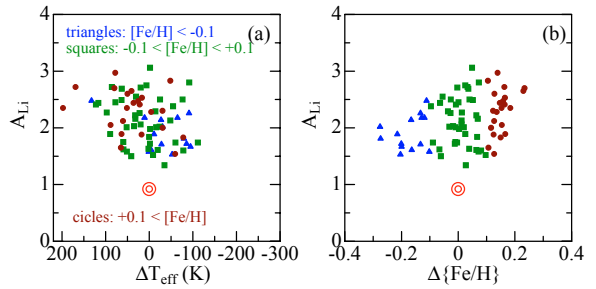 triangles: [Fe/H] < -0.1 (a)
squares: -0.1 < [Fe/H] < +0.1
cicles: +0.1 < [Fe/H]
A_Li
4
3
2
1
0
200 100 0 -100 -200 -300
ΔT_eff (K)
(b)
A_Li
4
3
2
1
0
-0.4 -0.2 0 0.2 0.4
Δ{Fe/H}